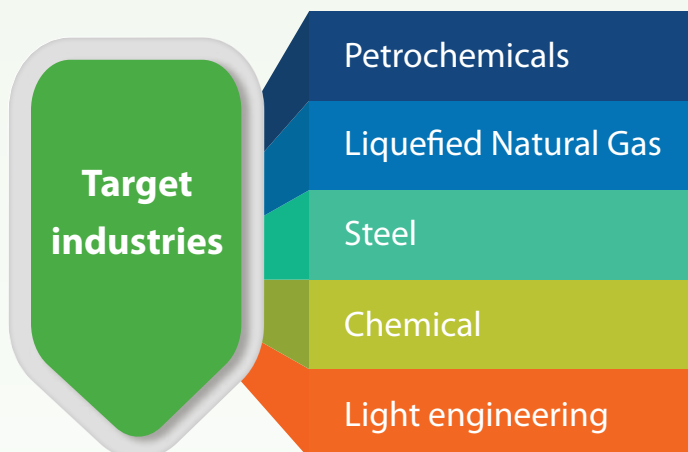 Target
industries
Petrochemicals
Liquefied Natural Gas
Steel
Chemical
Light engineering